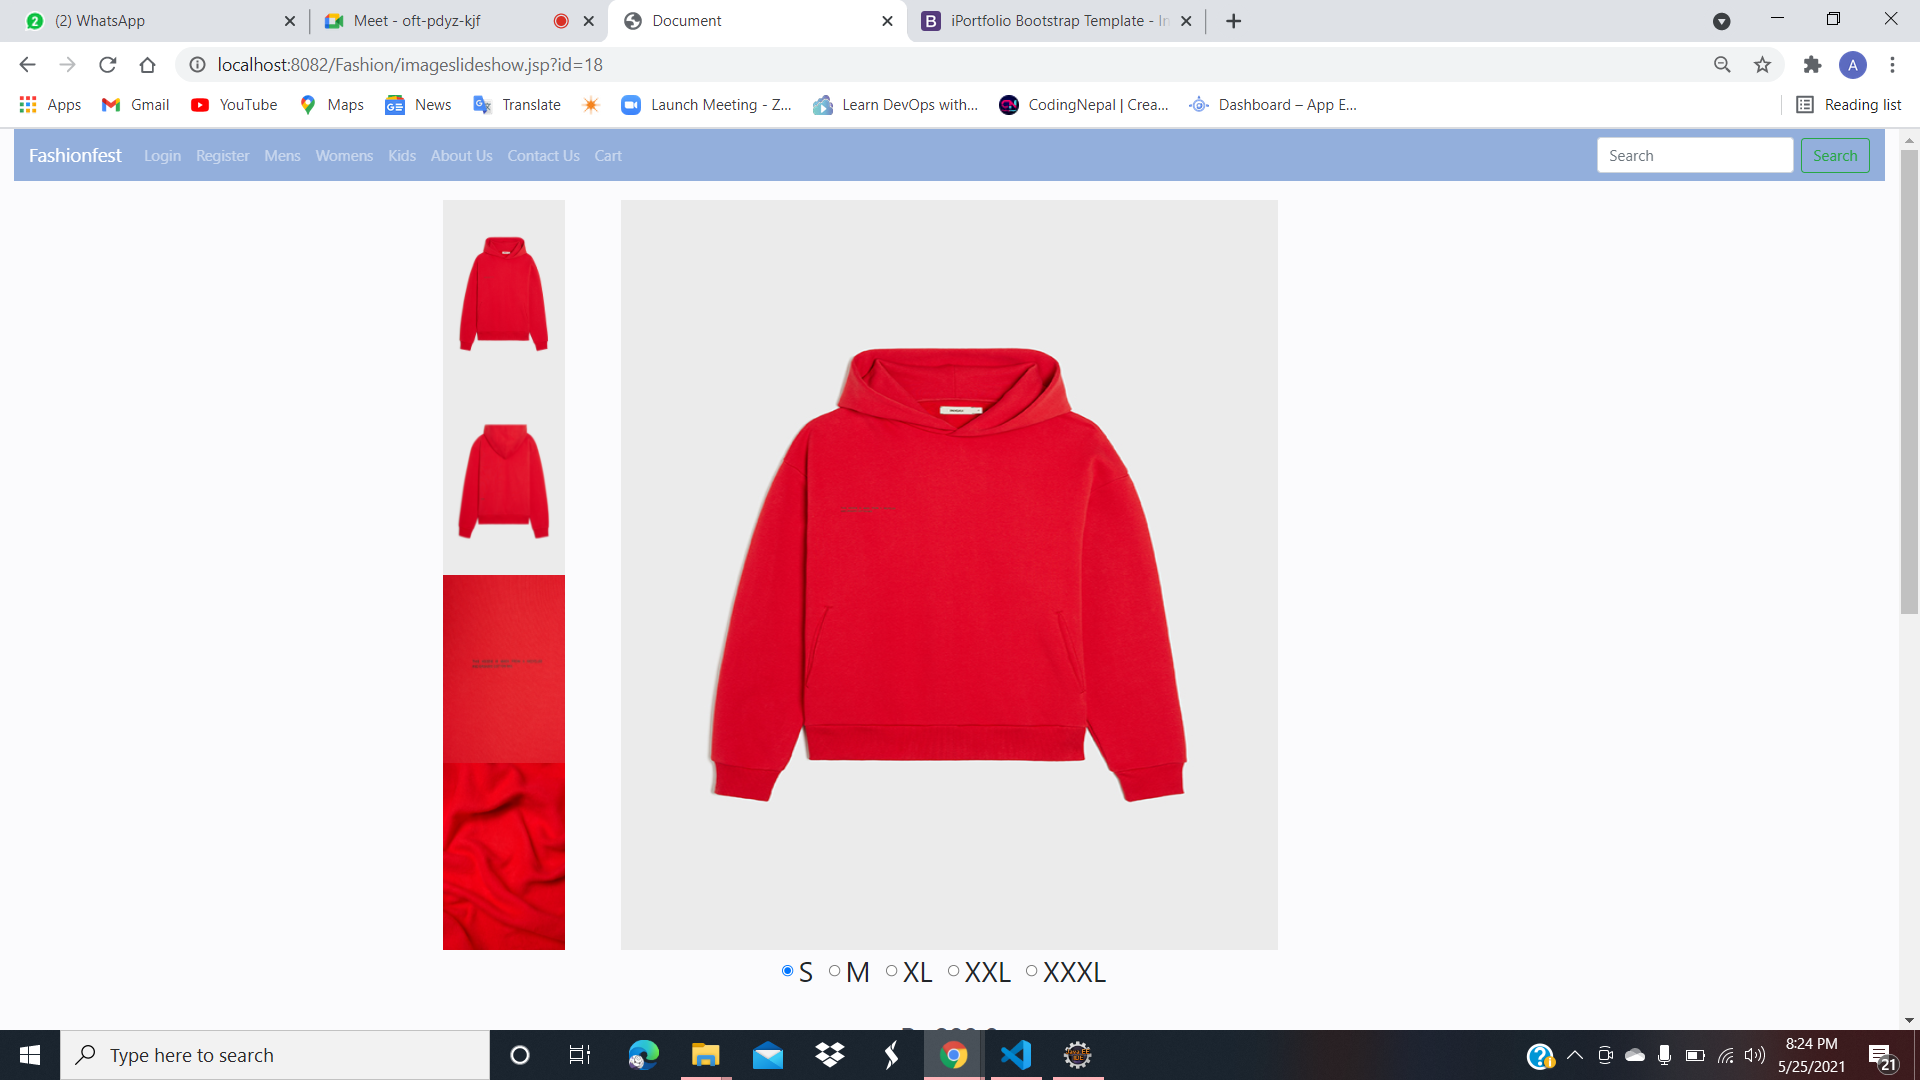 (2) WhatsApp
Meet - oft-pdyz-kjf
Document
iPortfolio Bootstrap Template - In
localhost:8082/Fashion/imageslideshow.jsp?id=18
A
Apps
Gmail
YouTube
Maps
News
Translate
Launch Meeting - Z...
Learn DevOps with...
CodingNepal | Crea...
Dashboard – App E...
Reading list
Fashionfest
Login
Register
Mens
Womens
Kids
About Us
Contact Us
Cart
Search
Search
S M XL XXL XXXL
Type here to search
8:24 PM
5/25/2021
21